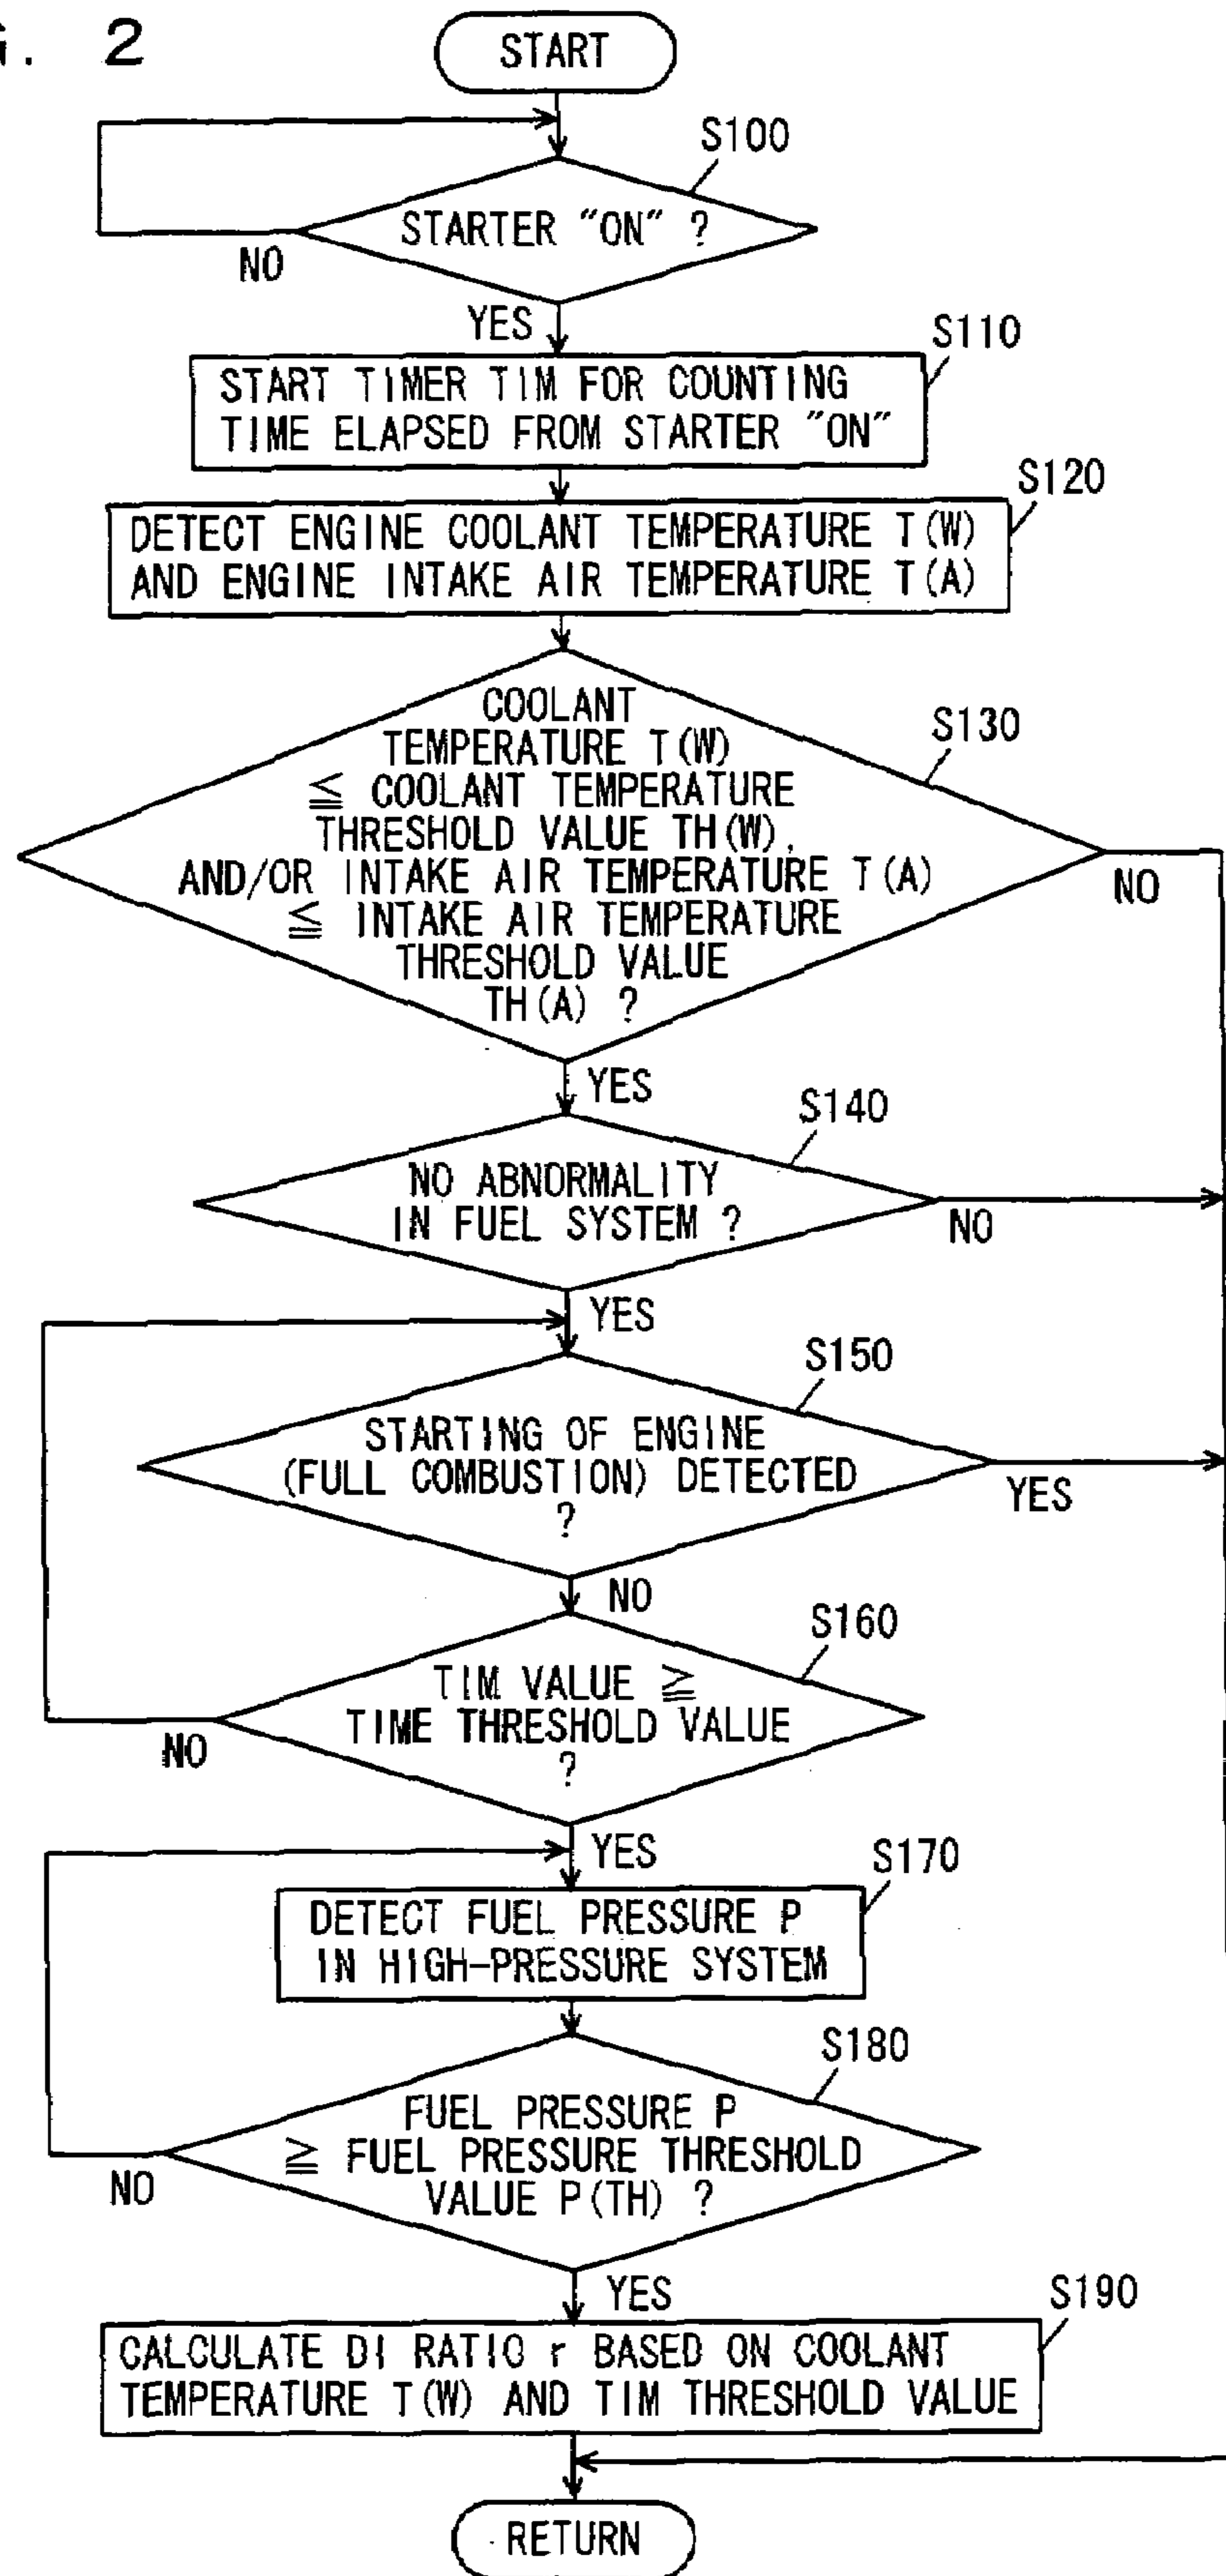 G. 2
START
S100
STARTER "ON" ?
NO
YES
S110
START TIMER TIM FOR COUNTING
TIME ELAPSED FROM STARTER "ON"
S120
DETECT ENGINE COOLANT TEMPERATURE T(W)
AND ENGINE INTAKE AIR TEMPERATURE T(A)
S130
COOLANT
TEMPERATURE T(W)
≦ COOLANT TEMPERATURE
THRESHOLD VALUE TH(W),
AND/OR INTAKE AIR TEMPERATURE T(A)
≦ INTAKE AIR TEMPERATURE
THRESHOLD VALUE
TH(A) ?
NO
YES
S140
NO ABNORMALITY
IN FUEL SYSTEM ?
NO
YES
S150
STARTING OF ENGINE
(FULL COMBUSTION) DETECTED
?
YES
NO
S160
TIM VALUE ≧
TIME THRESHOLD VALUE
?
NO
YES
S170
DETECT FUEL PRESSURE P
IN HIGH-PRESSURE SYSTEM
S180
FUEL PRESSURE P
≧ FUEL PRESSURE THRESHOLD
VALUE P(TH) ?
NO
YES
S190
CALCULATE DI RATIO r BASED ON COOLANT
TEMPERATURE T(W) AND TIM THRESHOLD VALUE
RETURN